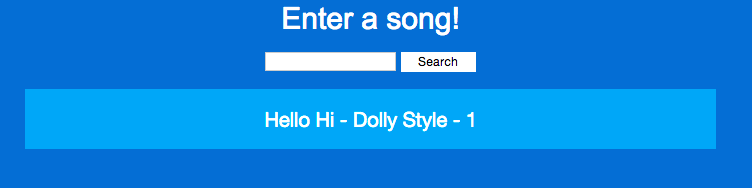 Enter a song!
Search
Hello Hi - Dolly Style - 1